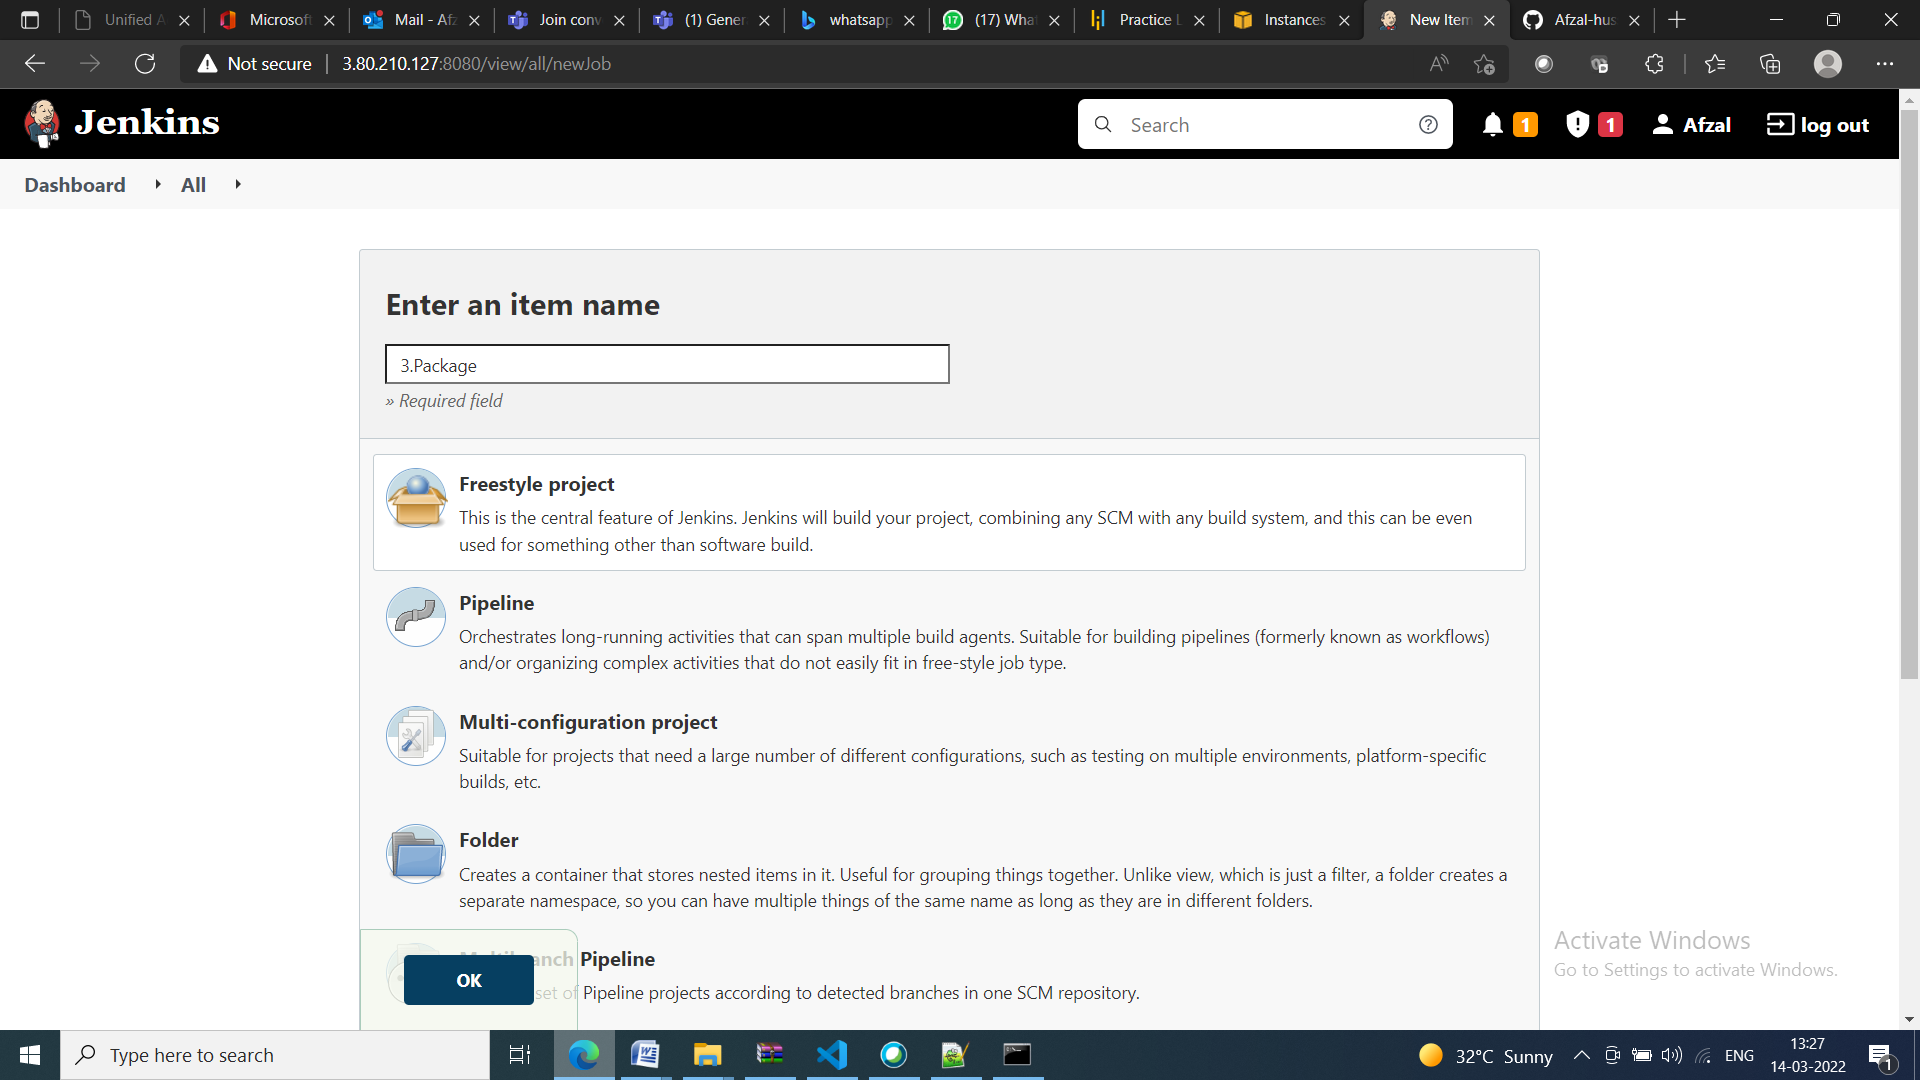 Unified A
Microsoft
Mail - Afz
Join conv
(1) Gener
whatsapp
(17) What
Practice L
Instances
New Item
Afzal-hus
Not secure
3.80.210.127:8080/view/all/newJob
Jenkins
Search
1
1
Afzal
log out
Dashboard
All
Enter an item name
3.Package
» Required field
Freestyle project
This is the central feature of Jenkins. Jenkins will build your project, combining any SCM with any build system, and this can be even
used for something other than software build.
Pipeline
Orchestrates long-running activities that can span multiple build agents. Suitable for building pipelines (formerly known as workflows)
and/or organizing complex activities that do not easily fit in free-style job type.
Multi-configuration project
Suitable for projects that need a large number of different configurations, such as testing on multiple environments, platform-specific
builds, etc.
Folder
Creates a container that stores nested items in it. Useful for grouping things together. Unlike view, which is just a filter, a folder creates a
separate namespace, so you can have multiple things of the same name as long as they are in different folders.
Multibranch Pipeline
set of Pipeline projects according to detected branches in one SCM repository.
OK
Activate Windows
Go to Settings to activate Windows.
Type here to search
32°C Sunny
ENG
13:27
14-03-2022
1